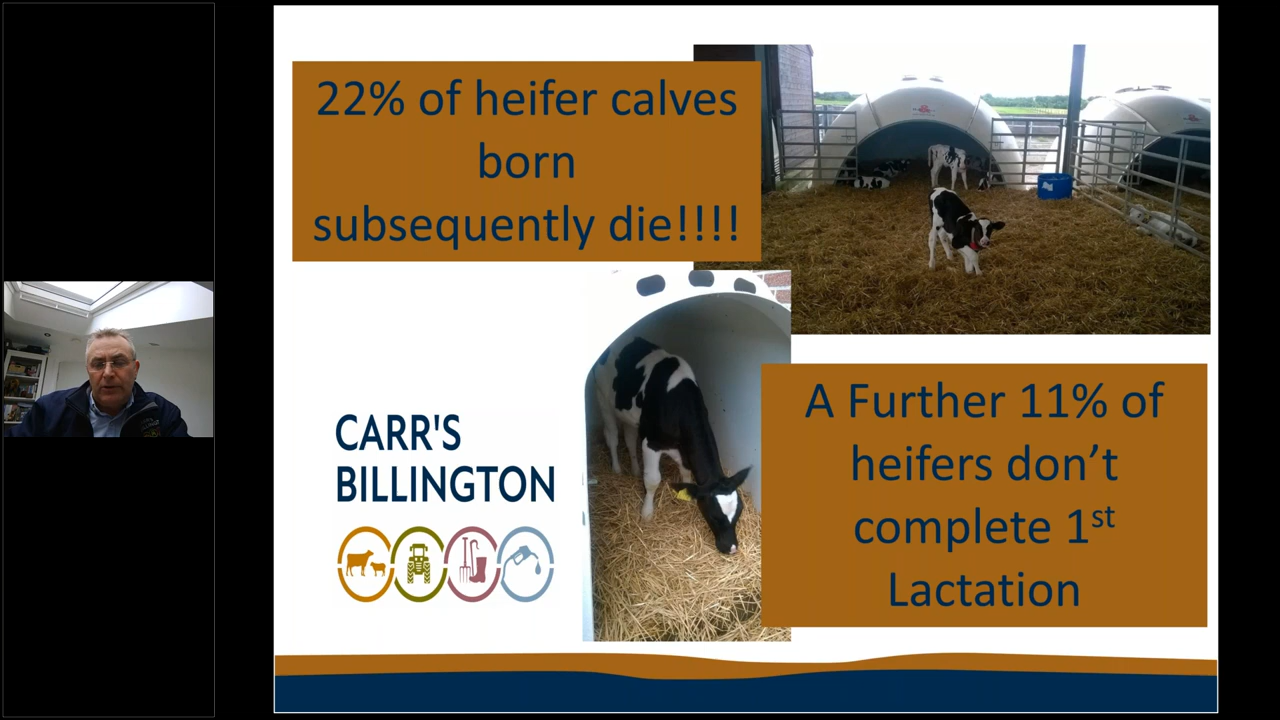 22% of heifer calves
born
subsequently die!!!!
CARR'S
BILLINGTON
A Further 11% of
heifers don’t
complete 1st
Lactation